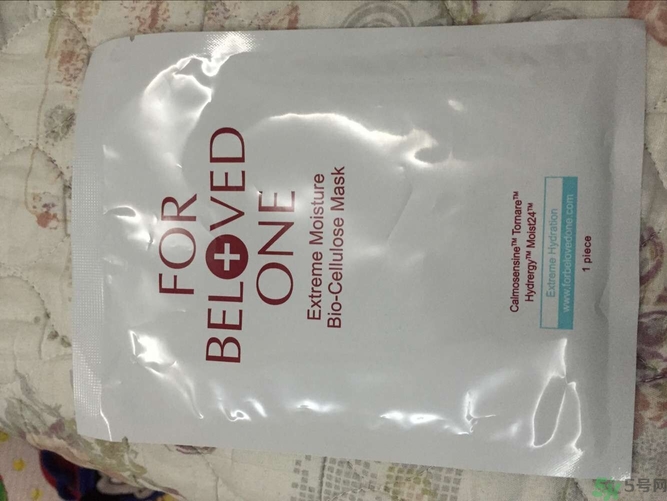 FOR
BELOVED
ONE
Extreme Moisture
Bio-Cellulose Mask
Calmosensine™ Tornare™
Hydrergy™ Moist24™
Extreme Hydration
www.forbelovedone.com
1 piece
5号网